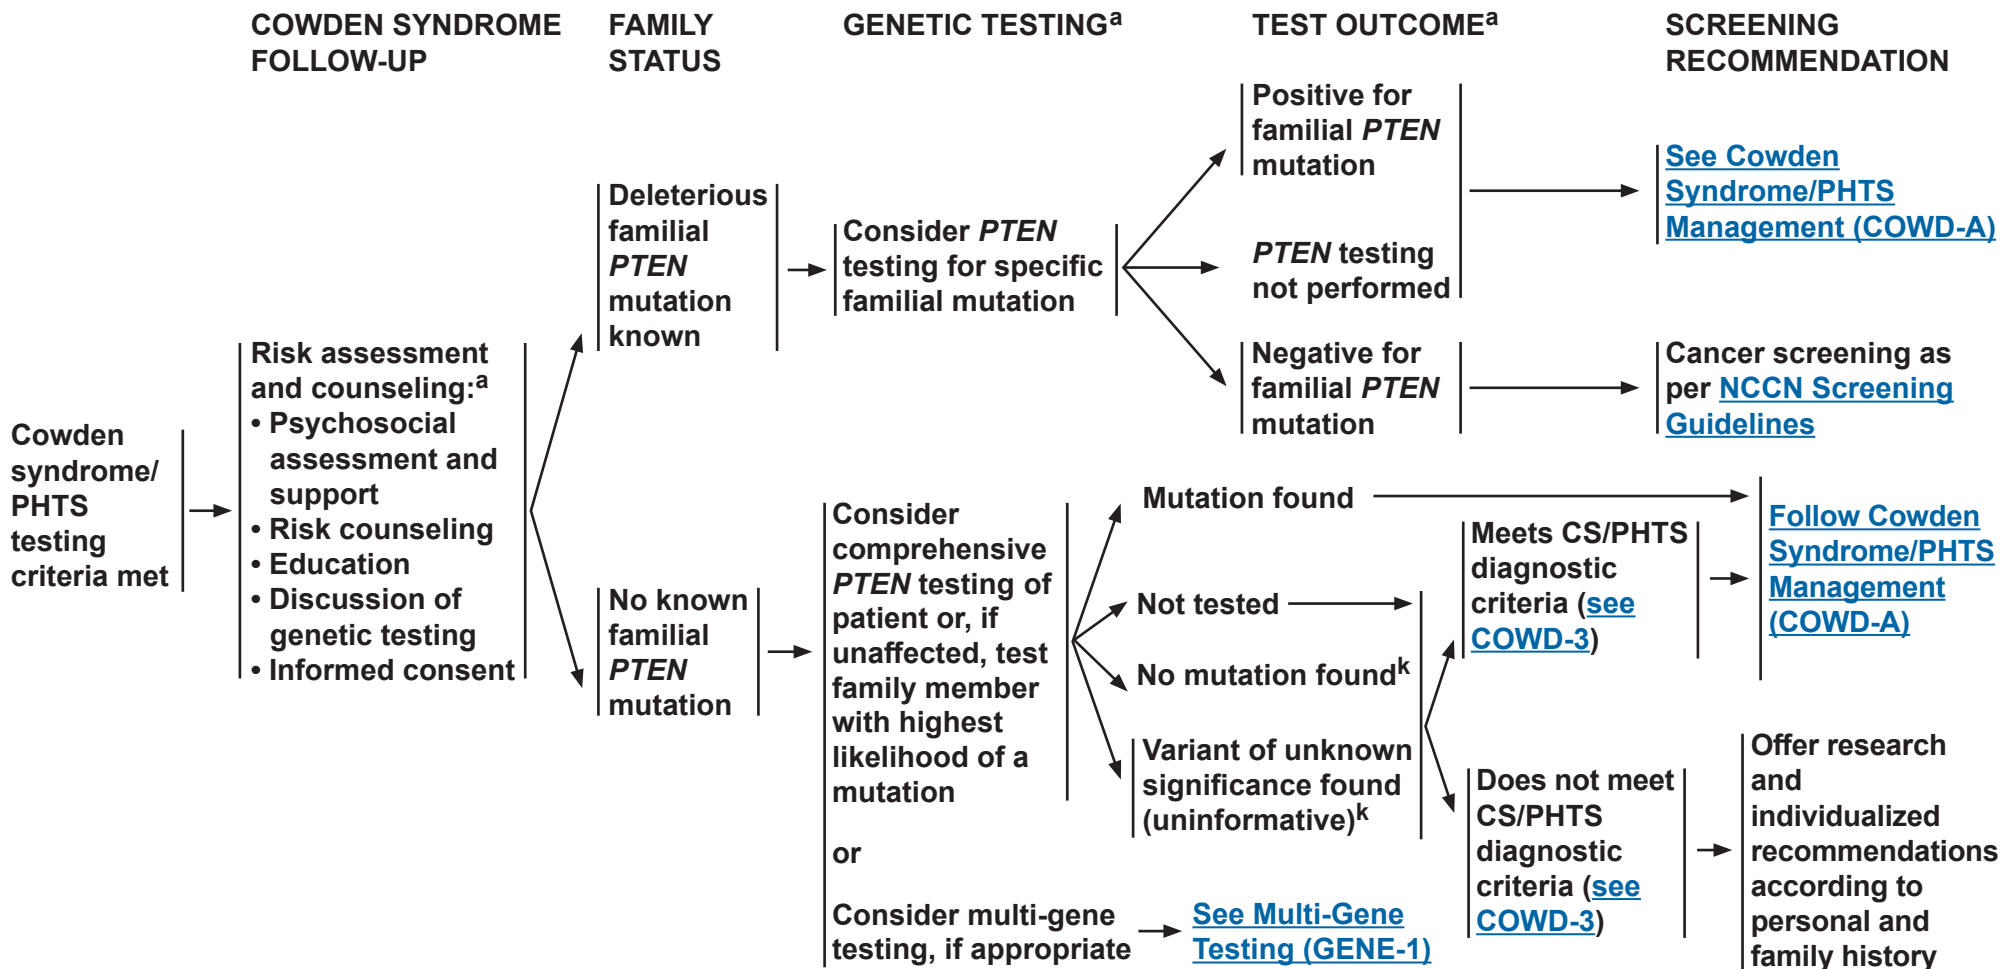 COWDEN SYNDROME
FOLLOW-UP
FAMILY
STATUS
GENETIC TESTINGa
TEST OUTCOMEa
SCREENING
RECOMMENDATION
Cowden
syndrome/
PHTS
testing
criteria met
Risk assessment
and counseling:a
• Psychosocial
assessment and
support
• Risk counseling
• Education
• Discussion of
genetic testing
• Informed consent
Deleterious
familial
PTEN
mutation
known
Consider PTEN
testing for specific
familial mutation
Positive for
familial PTEN
mutation
PTEN testing
not performed
See Cowden
Syndrome/PHTS
Management (COWD-A)
Negative for
familial PTEN
mutation
Cancer screening as
per NCCN Screening
Guidelines
No known
familial
PTEN
mutation
Consider
comprehensive
PTEN testing of
patient or, if
unaffected, test
family member
with highest
likelihood of a
mutation
or
Consider multi-gene
testing, if appropriate
See Multi-Gene
Testing (GENE-1)
Mutation found
Not tested
No mutation foundk
Variant of unknown
significance found
(uninformative)k
Meets CS/PHTS
diagnostic
criteria (see
COWD-3)
Follow Cowden
Syndrome/PHTS
Management
(COWD-A)
Does not meet
CS/PHTS
diagnostic
criteria (see
COWD-3)
Offer research
and
individualized
recommendations
according to
personal and
family history